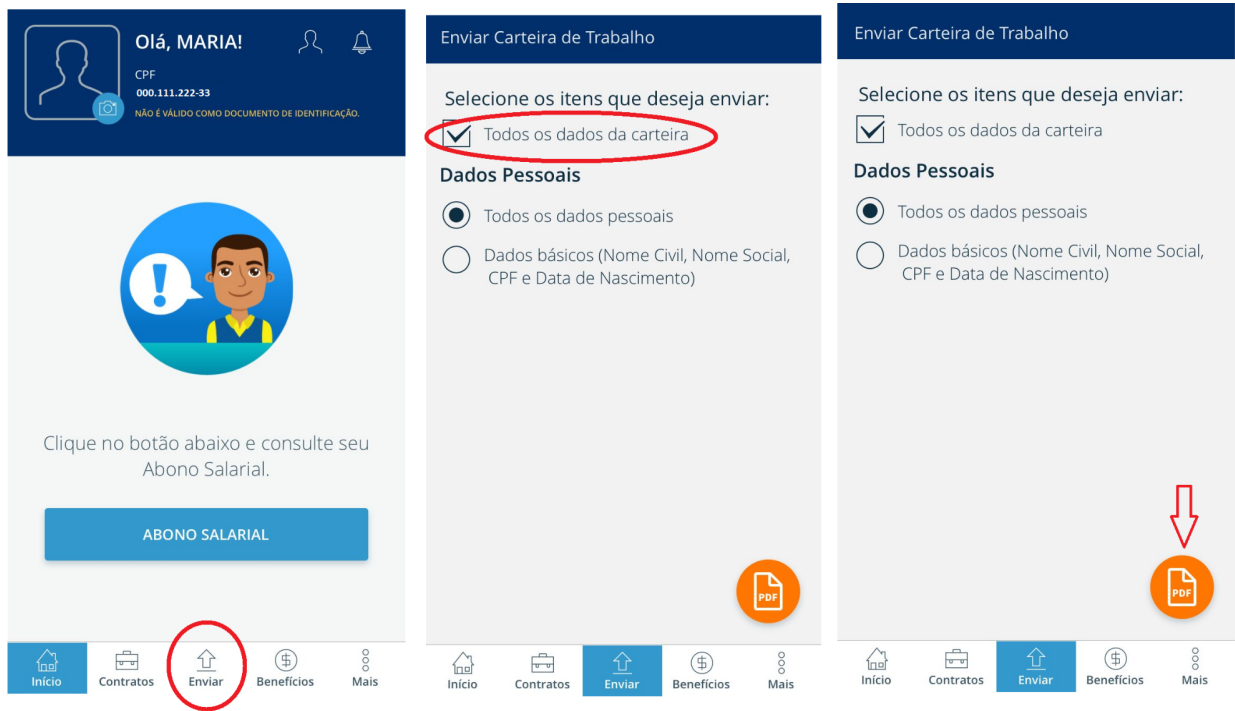 Olá, MARIA!
CPF
000.111.222-33
NÃO É VÁLIDO COMO DOCUMENTO DE IDENTIFICAÇÃO.
Clique no botão abaixo e consulte seu
Abono Salarial.
ABONO SALARIAL
Início
Contratos
Enviar
Benefícios
Mais
Enviar Carteira de Trabalho
Selecione os itens que deseja enviar:
Todos os dados da carteira
Dados Pessoais
Todos os dados pessoais
Dados básicos (Nome Civil, Nome Social,
CPF e Data de Nascimento)
PDF
Início
Contratos
Enviar
Benefícios
Mais
Enviar Carteira de Trabalho
Selecione os itens que deseja enviar:
Todos os dados da carteira
Dados Pessoais
Todos os dados pessoais
Dados básicos (Nome Civil, Nome Social,
CPF e Data de Nascimento)
PDF
Início
Contratos
Enviar
Benefícios
Mais